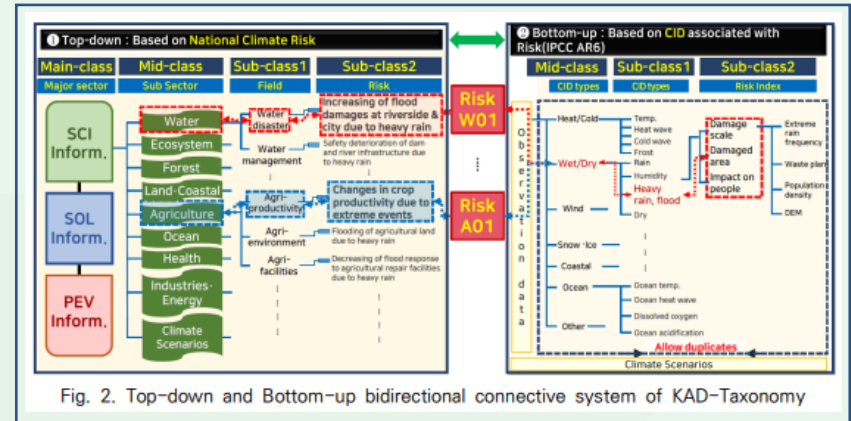 ❶ Top-down : Based on National Climate Risk
Main-class
Mid-class
Sub-class1
Sub-class2
Major sector
Sub Sector
Field
Risk
SCI
Inform.
SOL
Inform.
PEV
Inform.
Water
Ecosystem
Forest
Land·Coastal
Agriculture
Ocean
Health
Industries·
Energy
Climate
Scenarios
Water
disaster
Water
management
Agri-
productivity
Agri-
environment
Agri-
facilities
Increasing of flood
damages at riverside &
city due to heavy rain
Safety deterioration of dam
and river infrastructure due
to heavy rain
Changes in crop
productivity due to
extreme events
Flooding of agricultural land
due to heavy rain
Decreasing of flood response
to agricultural repair facilities
due to heavy rain
Risk
W01
Risk
A01
❷ Bottom-up : Based on CID associated with
Risk(IPCC AR6)
Mid-class
Sub-class1
Sub-class2
CID types
CID types
Risk Index
Observation data
Heat/Cold
Wet/Dry
Wind
Snow·Ice
Coastal
Ocean
Other
Temp.
Heat wave
Cold wave
Frost
Rain
Humidity
Heavy
rain, flood
Dry
Ocean temp.
Ocean heat wave
Dissolved oxygen
Ocean acidification
Damage
scale
Damaged
area
Impact on
people
Extreme
rain
frequency
Waste plan
Population
density
DEM
Allow duplicates
Climate Scenarios
Fig. 2. Top-down and Bottom-up bidirectional connective system of KAD-Taxonomy